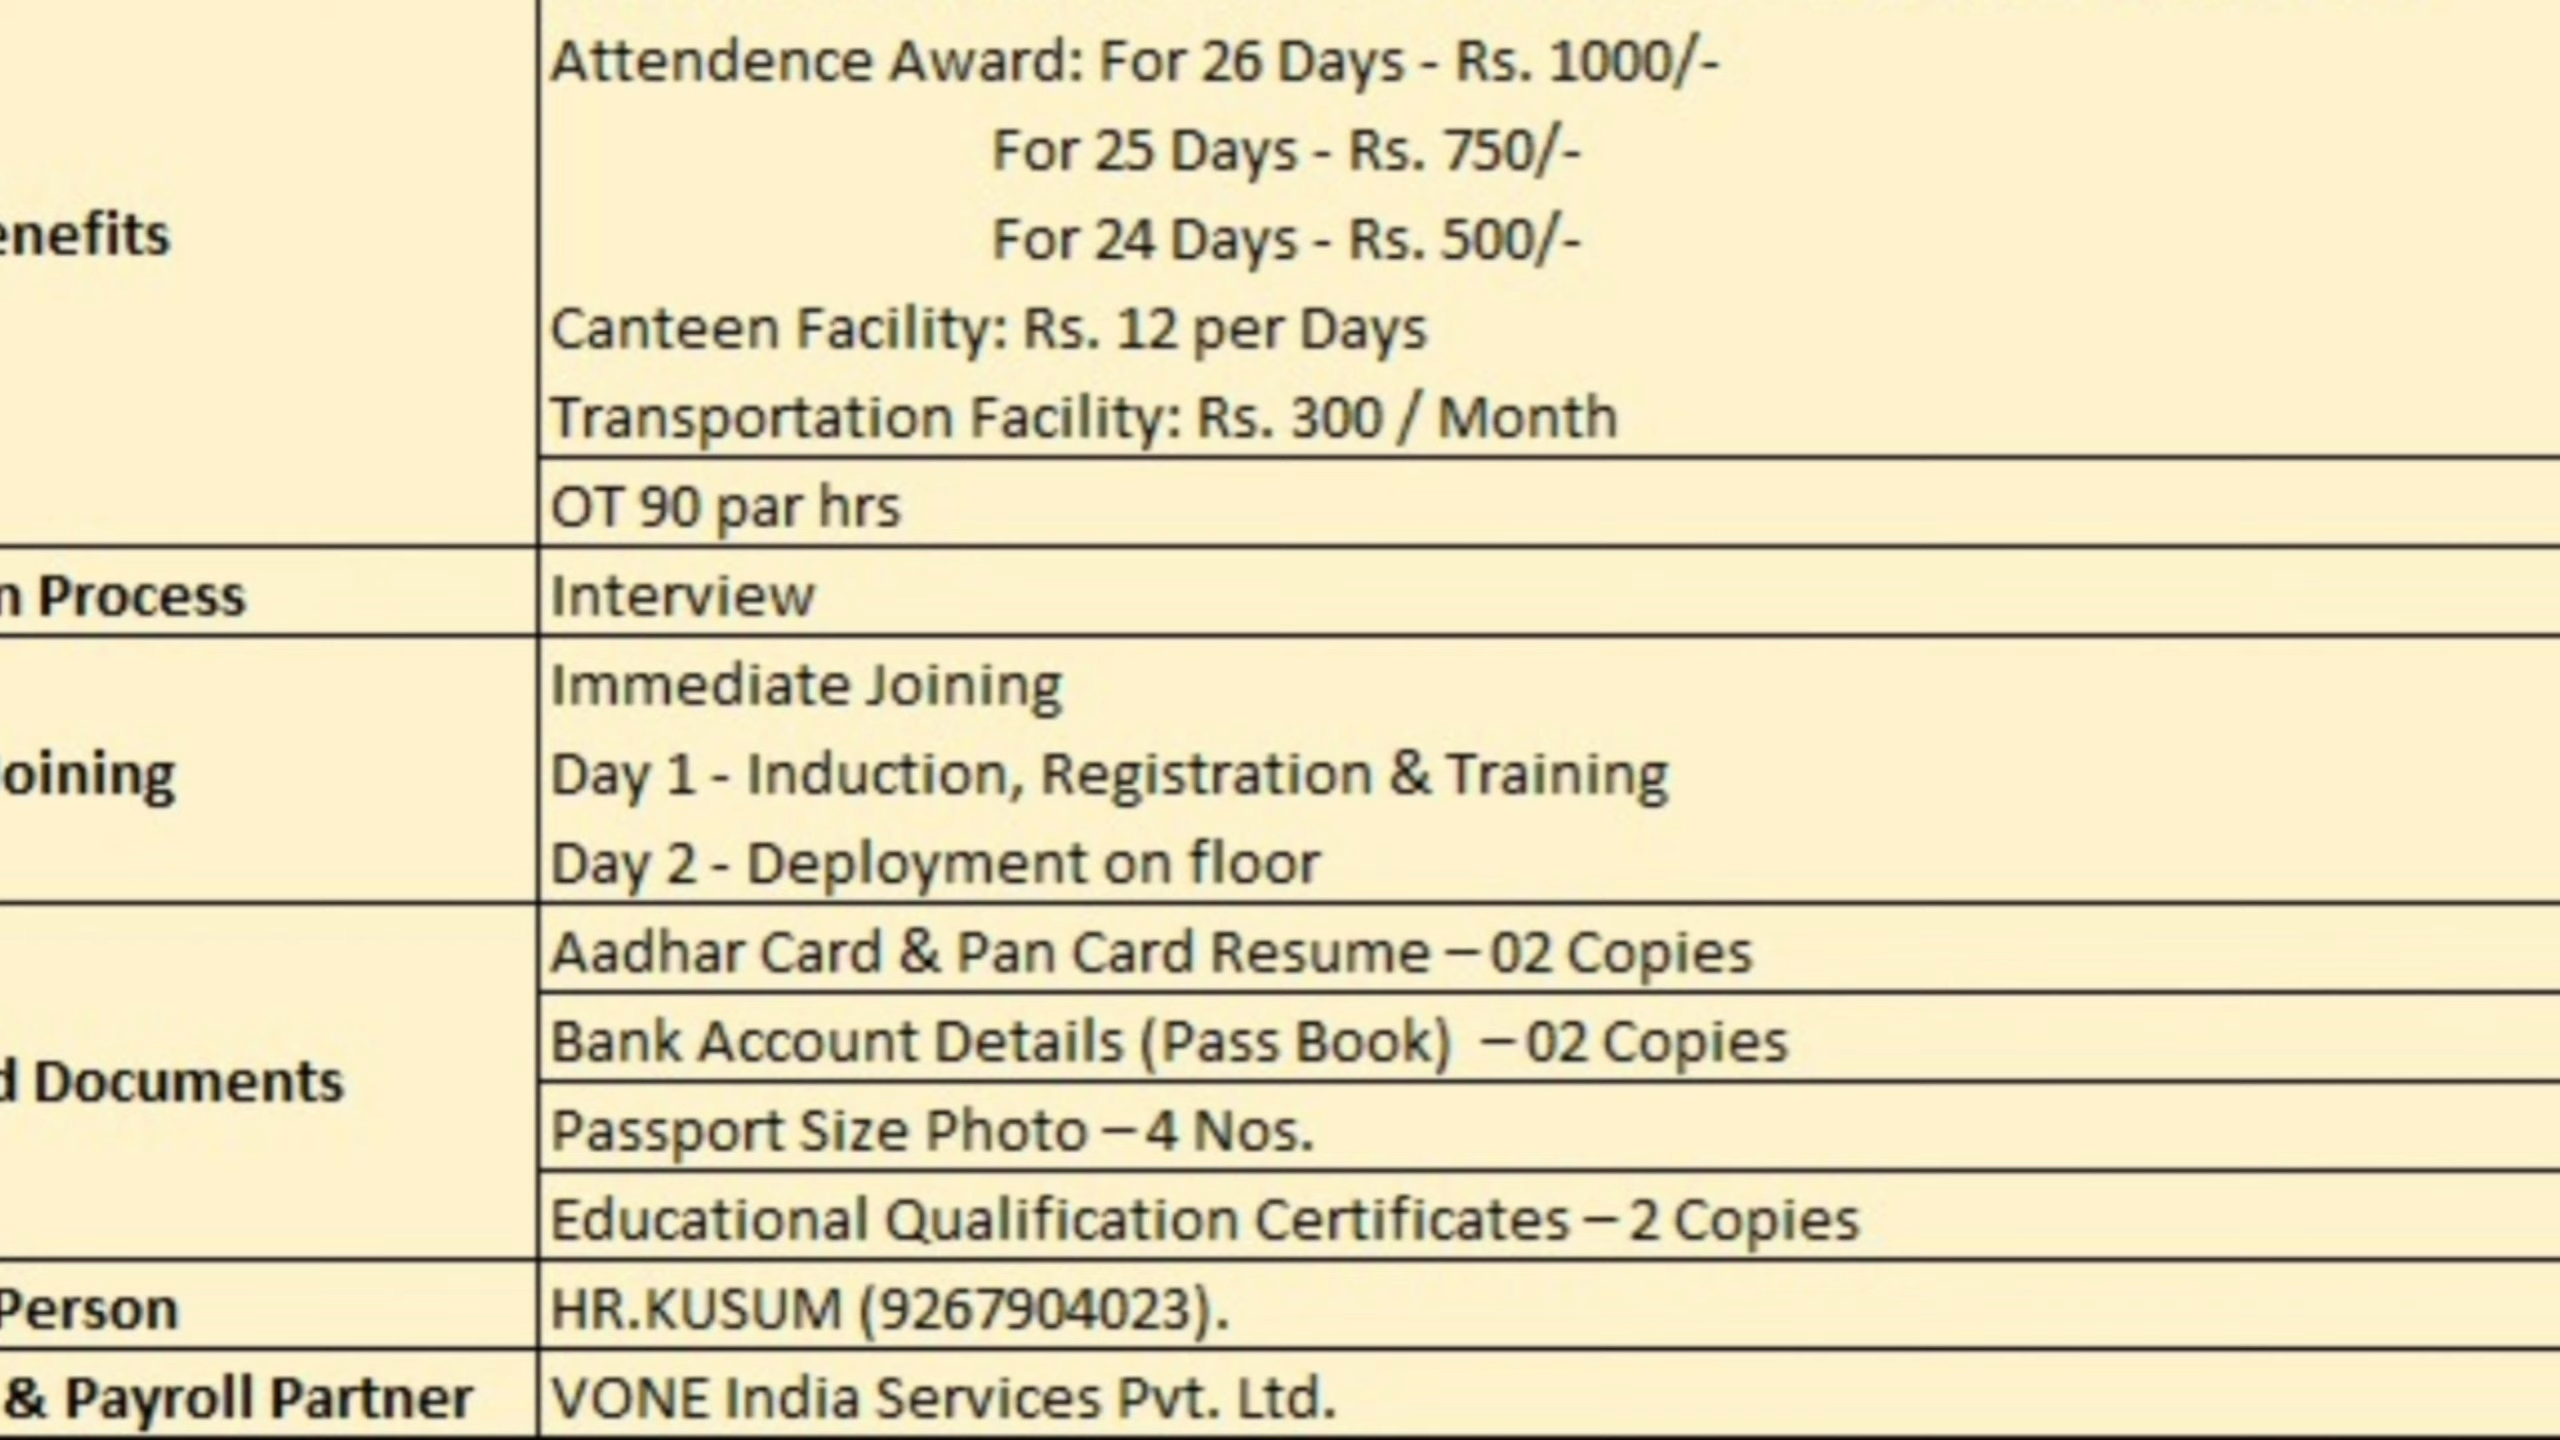 Attendence Award: For 26 Days - Rs. 1000/-
For 25 Days - Rs. 750/-
enefits
For 24 Days - Rs. 500/-
Canteen Facility: Rs. 12 per Days
Transportation Facility: Rs. 300 / Month
OT 90 par hrs
n Process
Interview
Immediate Joining
oining
Day 1 - Induction, Registration & Training
Day 2 - Deployment on floor
Aadhar Card & Pan Card Resume – 02 Copies
Bank Account Details (Pass Book) – 02 Copies
d Documents
Passport Size Photo – 4 Nos.
Educational Qualification Certificates – 2 Copies
Person
HR.KUSUM (9267904023).
& Payroll Partner
VONE India Services Pvt. Ltd.